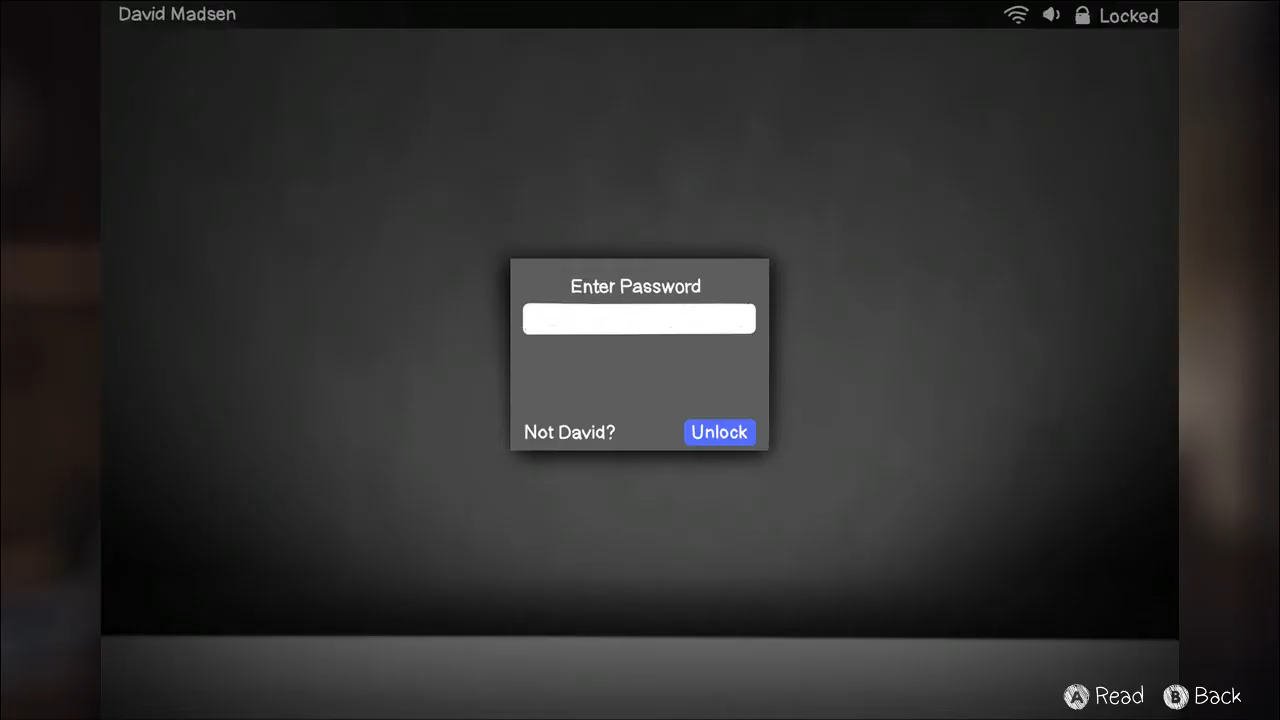 David Madsen
Locked
Enter Password
Not David?
Unlock
A Read B Back